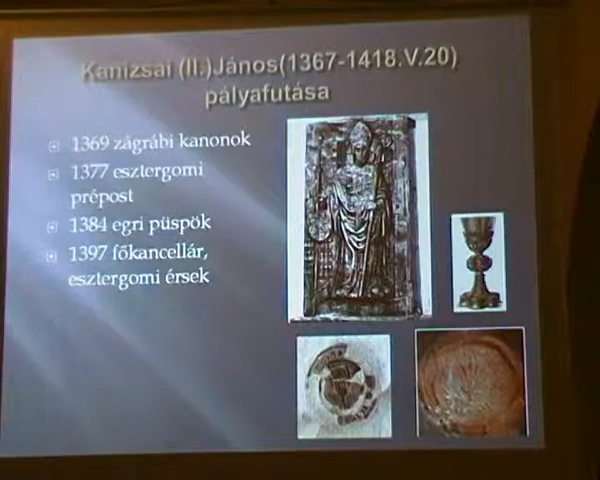 Kanizsai (II.)János(1367-1418.V.20)
pályafutása
1369 zágrábi kanonok
1377 esztergomi
prépost
1384 egri püspök
1397 főkancellár,
esztergomi érsek